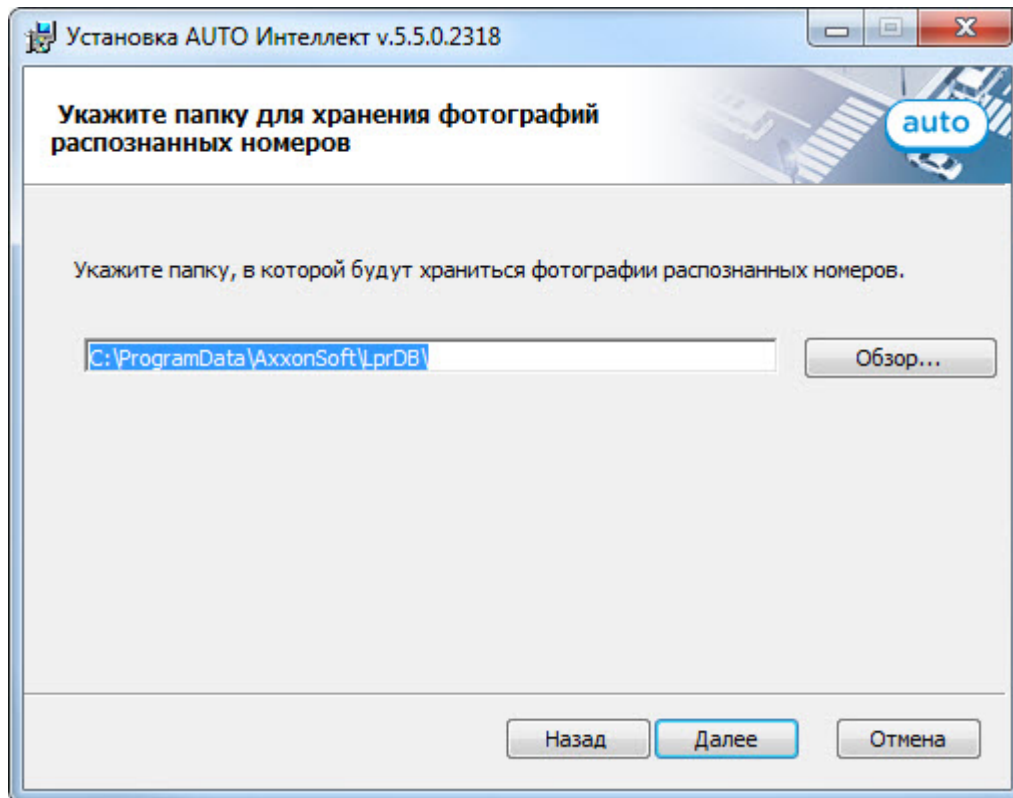 Установка AUTO Интеллект v.5.5.0.2318
Укажите папку для хранения фотографий
распознанных номеров
auto
Укажите папку, в которой будут храниться фотографии распознанных номеров.
C:\ProgramData\AxxonSoft\LprDB\
Обзор...
Назад
Далее
Отмена